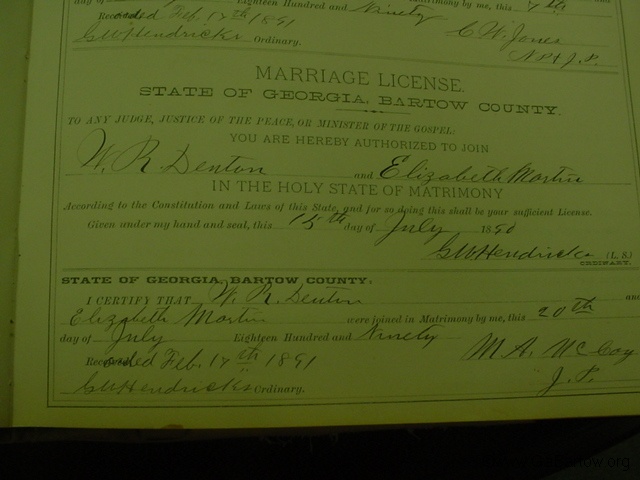 day of Eighteen Hundred and Ninety Matrimony by me, this 7th
Recorded Feb. 17th 1891 C. W. Jones
GW Hendricks Ordinary. N.P. & J.P.
MARRIAGE LICENSE.
STATE OF GEORGIA, BARTOW COUNTY.
TO ANY JUDGE, JUSTICE OF THE PEACE, OR MINISTER OF THE GOSPEL:
YOU ARE HEREBY AUTHORIZED TO JOIN
W. R. Denton and Elizabeth Martin
IN THE HOLY STATE OF MATRIMONY
According to the Constitution and Laws of this State, and for so doing this shall be your sufficient License.
Given under my hand and seal, this 15th day of July 1890
GW Hendricks (L. S.)
ORDINARY.
STATE OF GEORGIA, BARTOW COUNTY:
I CERTIFY THAT W. R. Denton and
Elizabeth Martin were joined in Matrimony by me, this 20th
day of July Eighteen Hundred and Ninety
Recorded Feb. 17th 1891 M. A. McCoy
GW Hendricks Ordinary. J. P.